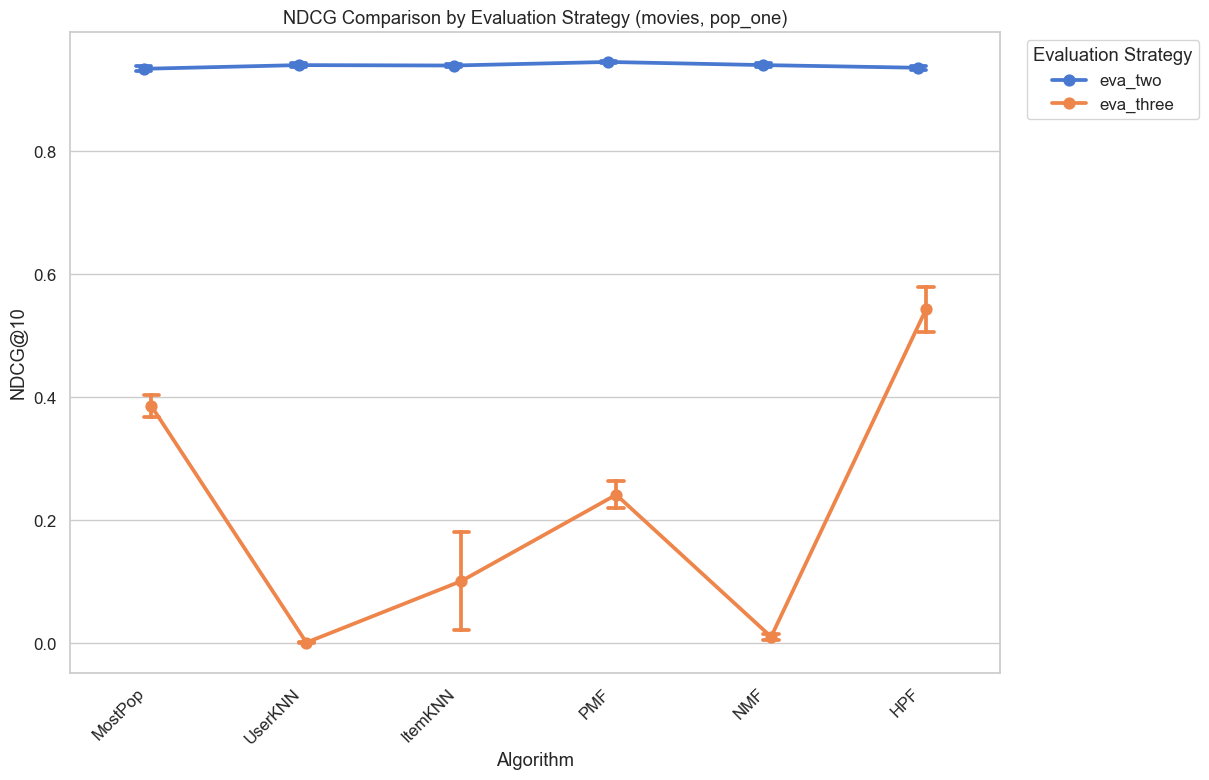 NDCG Comparison by Evaluation Strategy (movies, pop_one)
Evaluation Strategy
eva_two
eva_three
NDCG@10
0.8
0.6
0.4
0.2
0.0
MostPop
UserKNN
ItemKNN
PMF
NMF
HPF
Algorithm